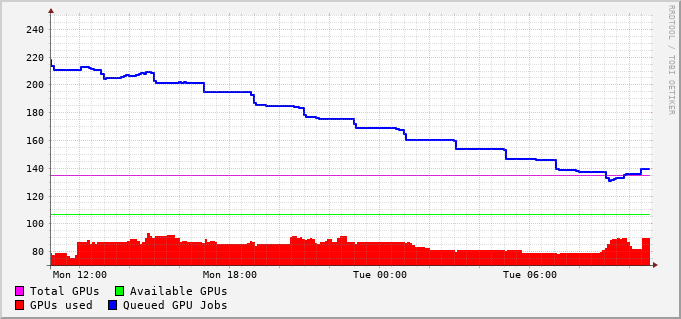 240
220
200
180
160
140
120
100
80
Mon 12:00 Mon 18:00 Tue 00:00 Tue 06:00
Total GPUs Available GPUs
GPUs used Queued GPU Jobs
RRDTOOL / TOBI OETIKER